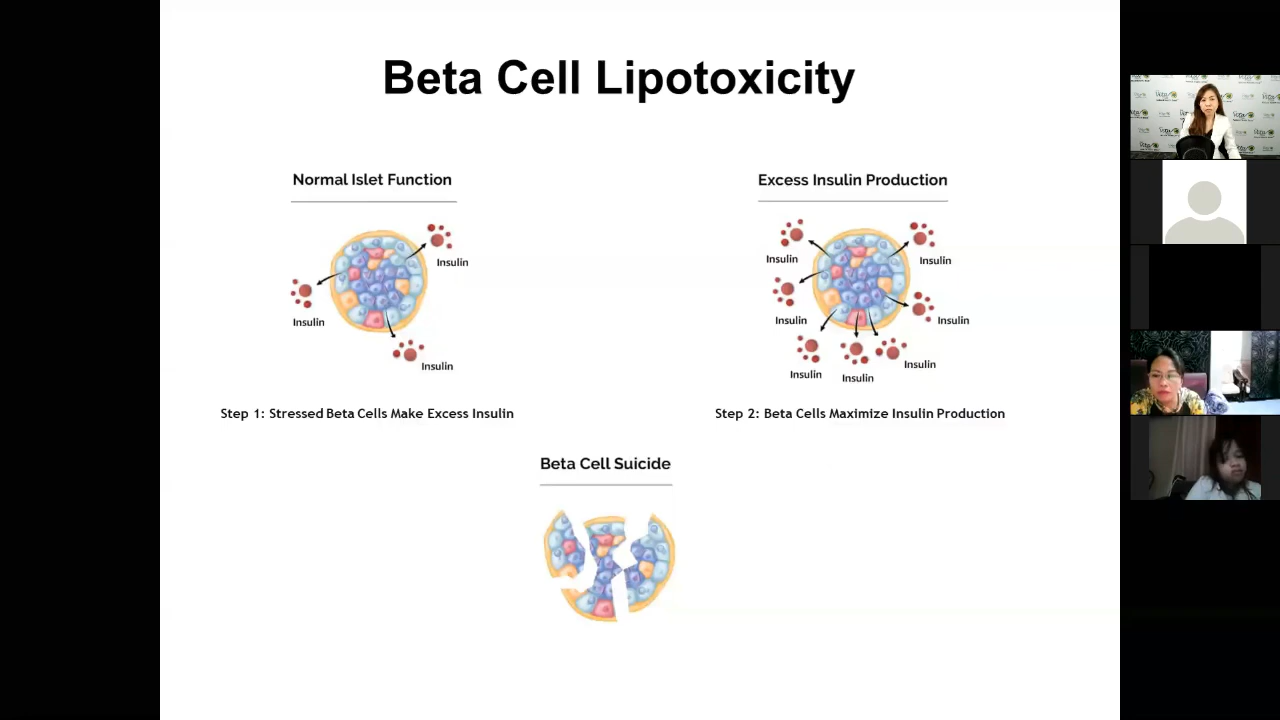 Beta Cell Lipotoxicity
Normal Islet Function
Insulin
Insulin
Insulin
Step 1: Stressed Beta Cells Make Excess Insulin
Excess Insulin Production
Insulin
Insulin
Insulin
Insulin
Insulin
Insulin
Insulin
Step 2: Beta Cells Maximize Insulin Production
Beta Cell Suicide